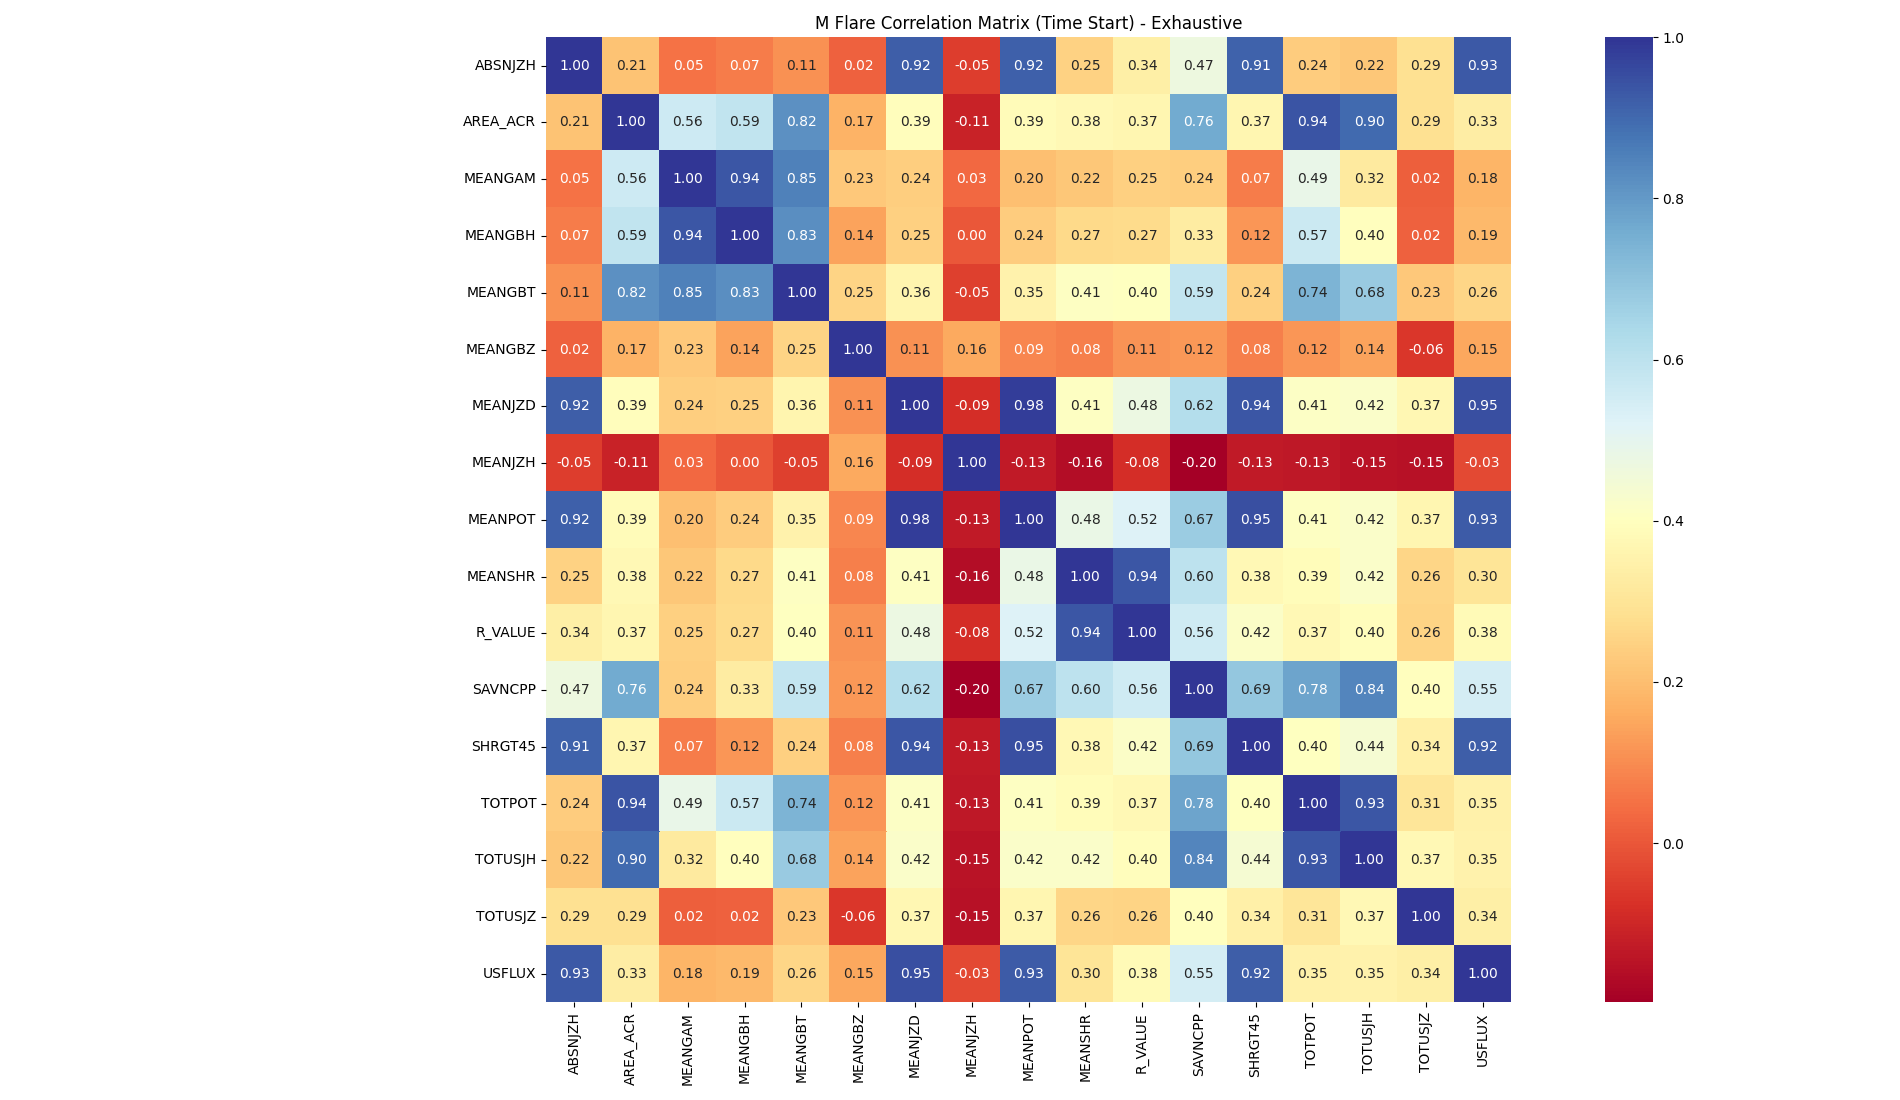 M Flare Correlation Matrix (Time Start) - Exhaustive
ABSNJZH 1.00 0.21 0.05 0.07 0.11 0.02 0.92 -0.05 0.92 0.25 0.34 0.47 0.91 0.24 0.22 0.29 0.93
AREA_ACR 0.21 1.00 0.56 0.59 0.82 0.17 0.39 -0.11 0.39 0.38 0.37 0.76 0.37 0.94 0.90 0.29 0.33
MEANGAM 0.05 0.56 1.00 0.94 0.85 0.23 0.24 0.03 0.20 0.22 0.25 0.24 0.07 0.49 0.32 0.02 0.18
MEANGBH 0.07 0.59 0.94 1.00 0.83 0.14 0.25 0.00 0.24 0.27 0.27 0.33 0.12 0.57 0.40 0.02 0.19
MEANGBT 0.11 0.82 0.85 0.83 1.00 0.25 0.36 -0.05 0.35 0.41 0.40 0.59 0.24 0.74 0.68 0.23 0.26
MEANGBZ 0.02 0.17 0.23 0.14 0.25 1.00 0.11 0.16 0.09 0.08 0.11 0.12 0.08 0.12 0.14 -0.06 0.15
MEANJZD 0.92 0.39 0.24 0.25 0.36 0.11 1.00 -0.09 0.98 0.41 0.48 0.62 0.94 0.41 0.42 0.37 0.95
MEANJZH -0.05 -0.11 0.03 0.00 -0.05 0.16 -0.09 1.00 -0.13 -0.16 -0.08 -0.20 -0.13 -0.13 -0.15 -0.15 -0.03
MEANPOT 0.92 0.39 0.20 0.24 0.35 0.09 0.98 -0.13 1.00 0.48 0.52 0.67 0.95 0.41 0.42 0.37 0.93
MEANSHR 0.25 0.38 0.22 0.27 0.41 0.08 0.41 -0.16 0.48 1.00 0.94 0.60 0.38 0.39 0.42 0.26 0.30
R_VALUE 0.34 0.37 0.25 0.27 0.40 0.11 0.48 -0.08 0.52 0.94 1.00 0.56 0.42 0.37 0.40 0.26 0.38
SAVNCPP 0.47 0.76 0.24 0.33 0.59 0.12 0.62 -0.20 0.67 0.60 0.56 1.00 0.69 0.78 0.84 0.40 0.55
SHRGT45 0.91 0.37 0.07 0.12 0.24 0.08 0.94 -0.13 0.95 0.38 0.42 0.69 1.00 0.40 0.44 0.34 0.92
TOTPOT 0.24 0.94 0.49 0.57 0.74 0.12 0.41 -0.13 0.41 0.39 0.37 0.78 0.40 1.00 0.93 0.31 0.35
TOTUSJH 0.22 0.90 0.32 0.40 0.68 0.14 0.42 -0.15 0.42 0.42 0.40 0.84 0.44 0.93 1.00 0.37 0.35
TOTUSJZ 0.29 0.29 0.02 0.02 0.23 -0.06 0.37 -0.15 0.37 0.26 0.26 0.40 0.34 0.31 0.37 1.00 0.34
USFLUX 0.93 0.33 0.18 0.19 0.26 0.15 0.95 -0.03 0.93 0.30 0.38 0.55 0.92 0.35 0.35 0.34 1.00
ABSNJZH AREA_ACR MEANGAM MEANGBH MEANGBT MEANGBZ MEANJZD MEANJZH MEANPOT MEANSHR R_VALUE SAVNCPP SHRGT45 TOTPOT TOTUSJH TOTUSJZ USFLUX
1.0
0.8
0.6
0.4
0.2
0.0